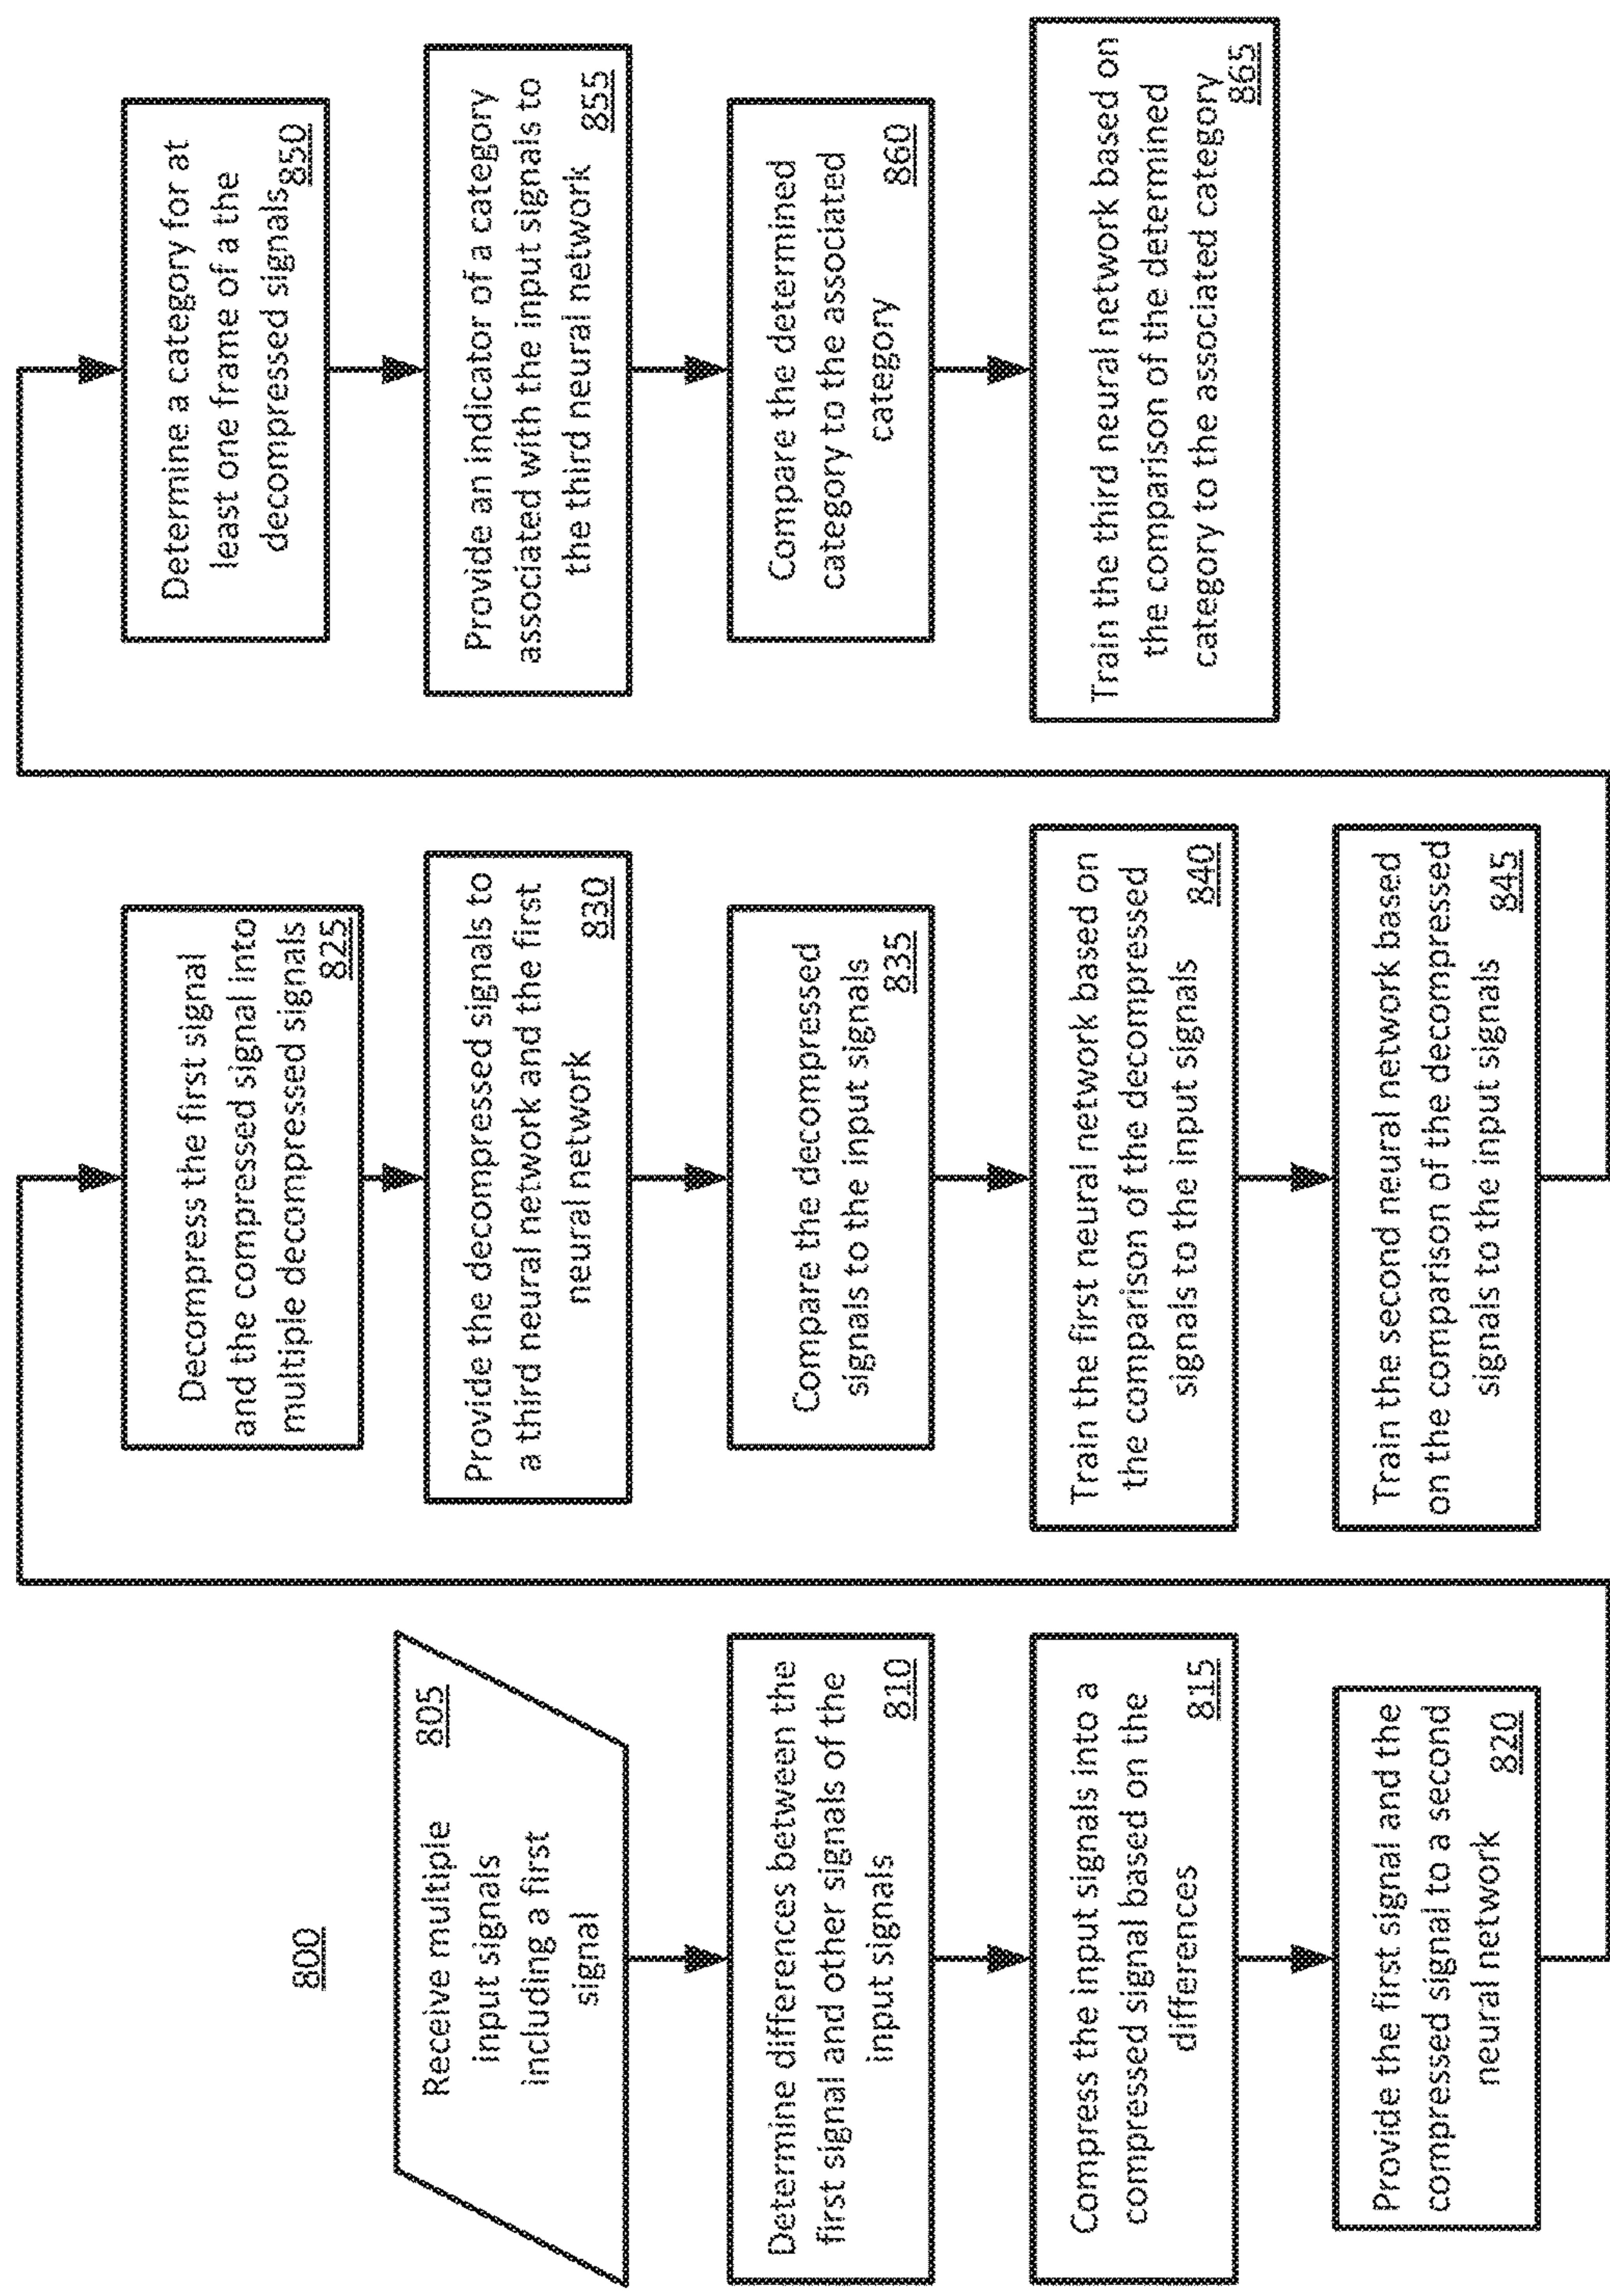 800
Receive multiple
input signals
including a first
signal
805
Determine differences between the
first signal and other signals of the
input signals
810
Compress the input signals into a
compressed signal based on the
differences
815
Provide the first signal and the
compressed signal to a second
neural network
820
Decompress the first signal
and the compressed signal into
multiple decompressed signals
825
Provide the decompressed signals to
a third neural network and the first
neural network
830
Compare the decompressed
signals to the input signals
835
Train the first neural network based on
the comparison of the decompressed
signals to the input signals
840
Train the second neural network based
on the comparison of the decompressed
signals to the input signals
845
Determine a category for at
least one frame of a the
decompressed signals
850
Provide an indicator of a category
associated with the input signals to
the third neural network
855
Compare the determined
category to the associated
category
860
Train the third neural network based on
the comparison of the determined
category to the associated category
865